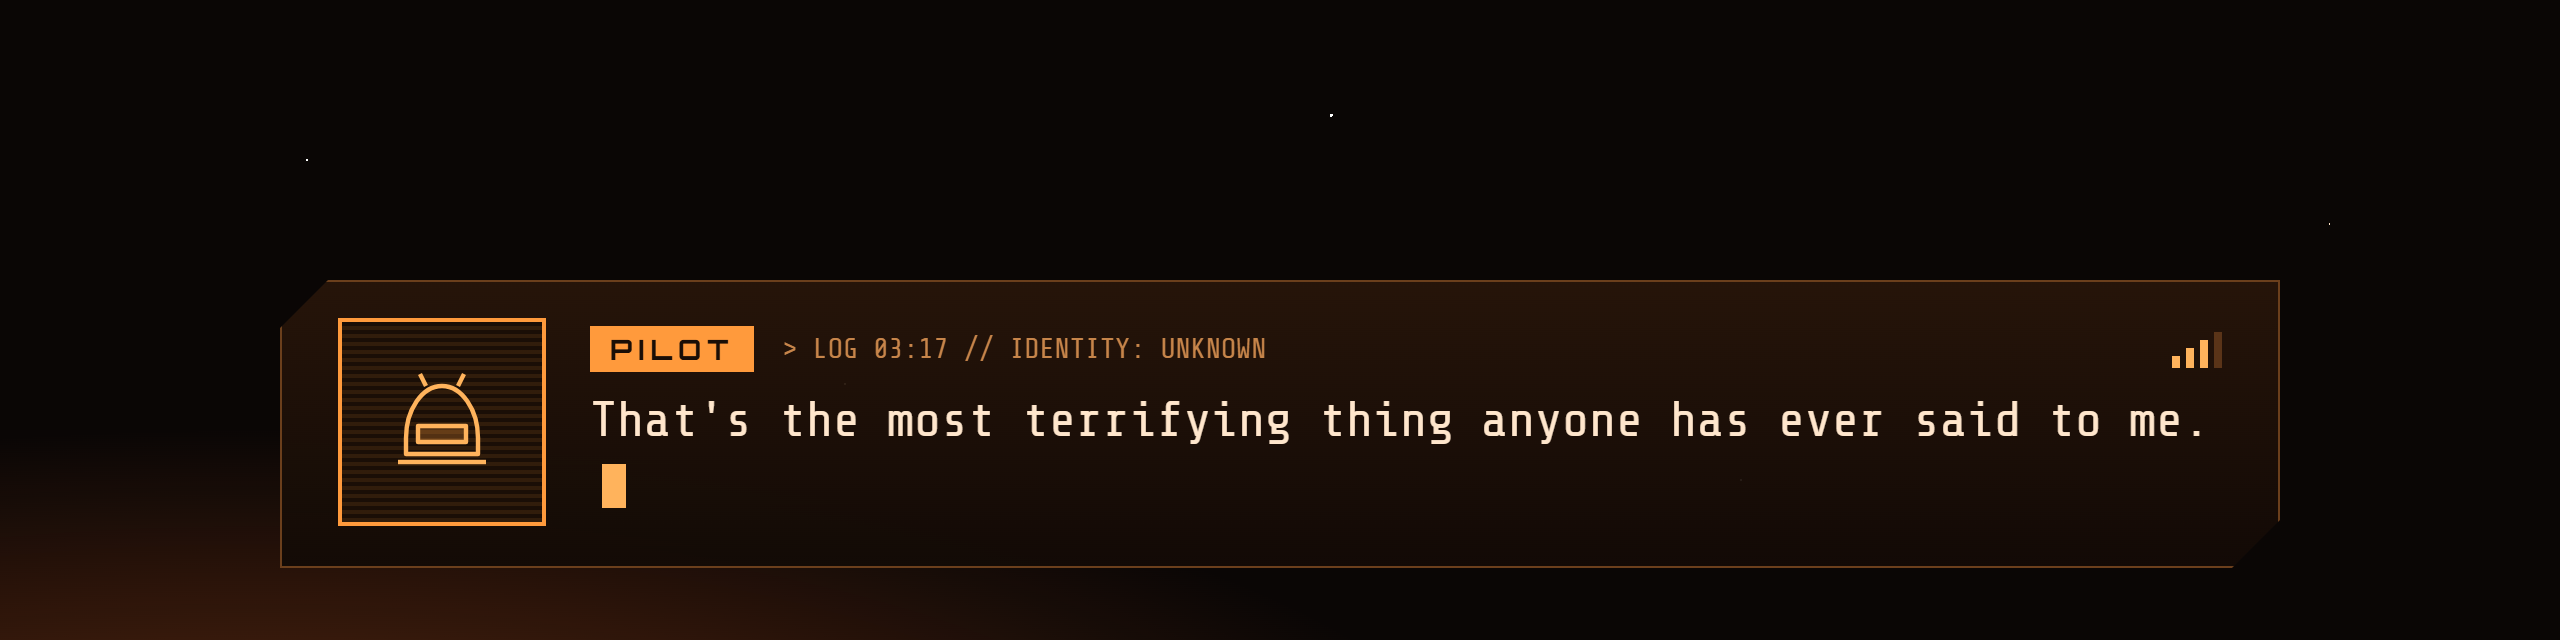 PILOT > LOG 03:17 // IDENTITY: UNKNOWN
That's the most terrifying thing anyone has ever said to me.